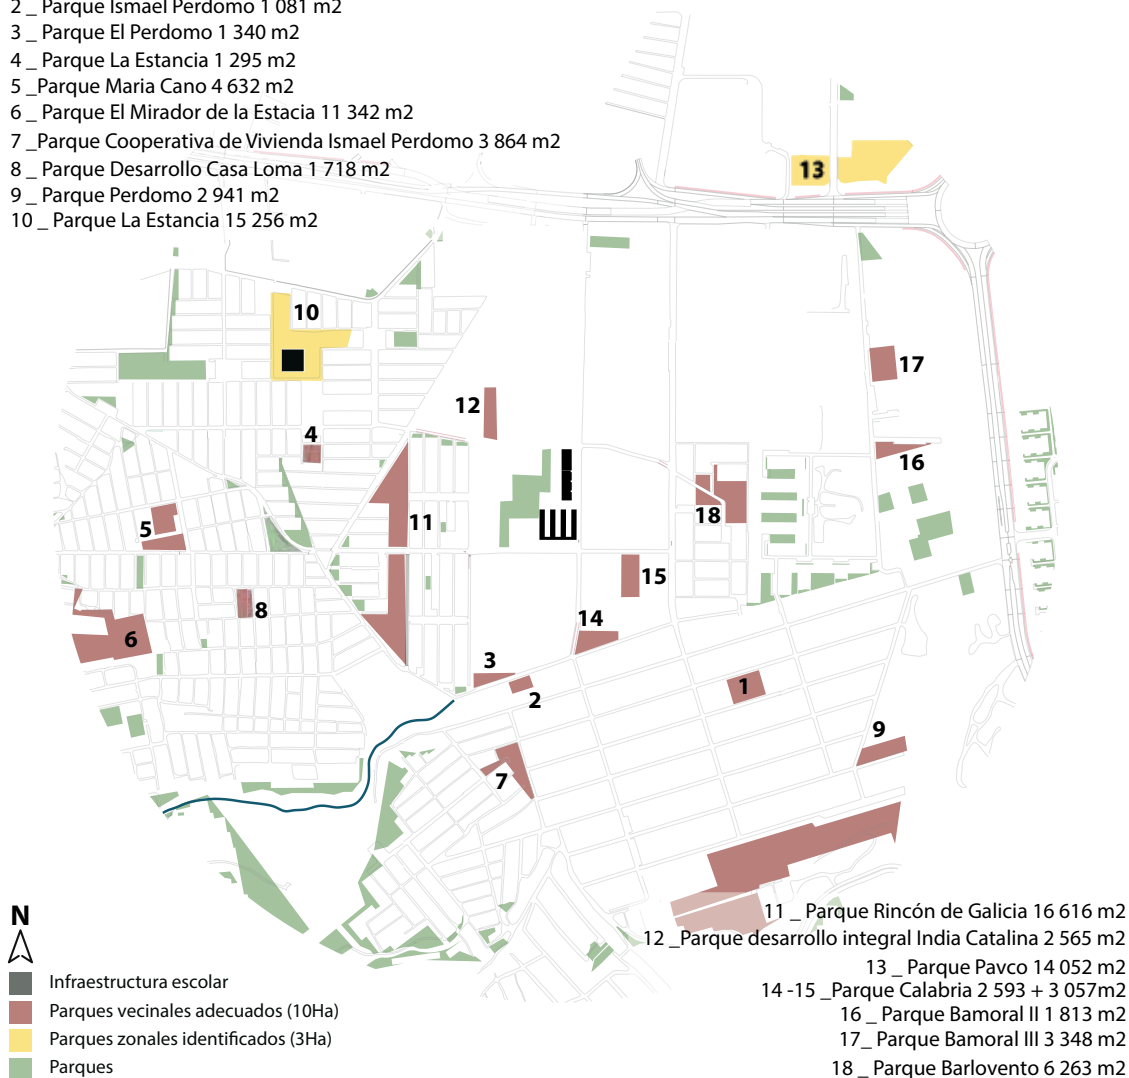 2 _ Parque Ismael Perdomo 1 081 m2
3 _ Parque El Perdomo 1 340 m2
4 _ Parque La Estancia 1 295 m2
5 _Parque Maria Cano 4 632 m2
6 _ Parque El Mirador de la Estacia 11 342 m2
7 _Parque Cooperativa de Vivienda Ismael Perdomo 3 864 m2
8 _ Parque Desarrollo Casa Loma 1 718 m2
9 _ Parque Perdomo 2 941 m2
10 _ Parque La Estancia 15 256 m2
13
10
17
12
4
16
11
18
5
15
8
14
6
3
1
2
9
7
N
Infraestructura escolar
Parques vecinales adecuados (10Ha)
Parques zonales identificados (3Ha)
Parques
11 _ Parque Rincón de Galicia 16 616 m2
12 _Parque desarrollo integral India Catalina 2 565 m2
13 _ Parque Pavco 14 052 m2
14 -15 _Parque Calabria 2 593 + 3 057m2
16 _ Parque Bamoral II 1 813 m2
17_ Parque Bamoral III 3 348 m2
18 _ Parque Barlovento 6 263 m2